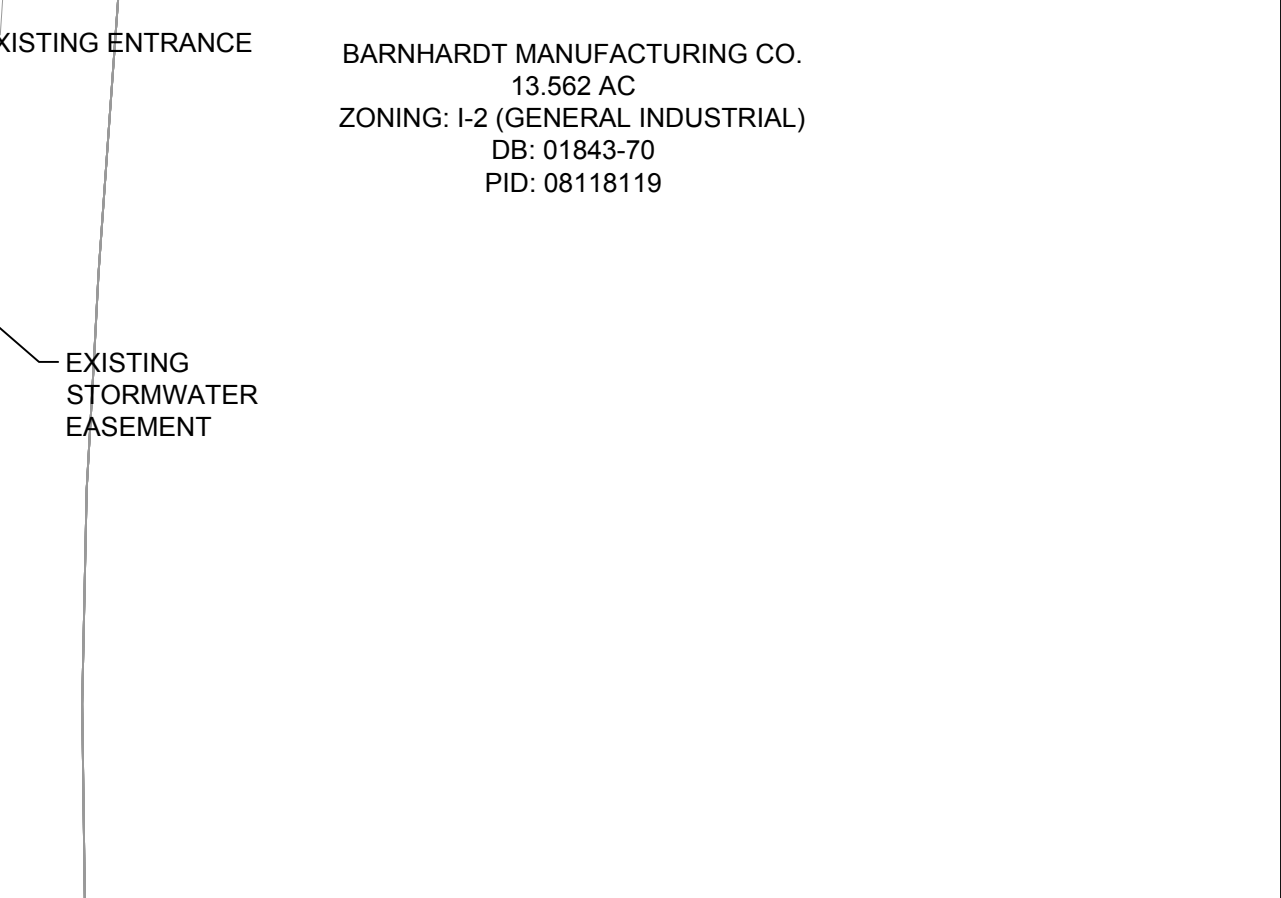 XISTING ENTRANCE
BARNHARDT MANUFACTURING CO.
13.562 AC
ZONING: I-2 (GENERAL INDUSTRIAL)
DB: 01843-70
PID: 08118119
EXISTING
STORMWATER
EASEMENT